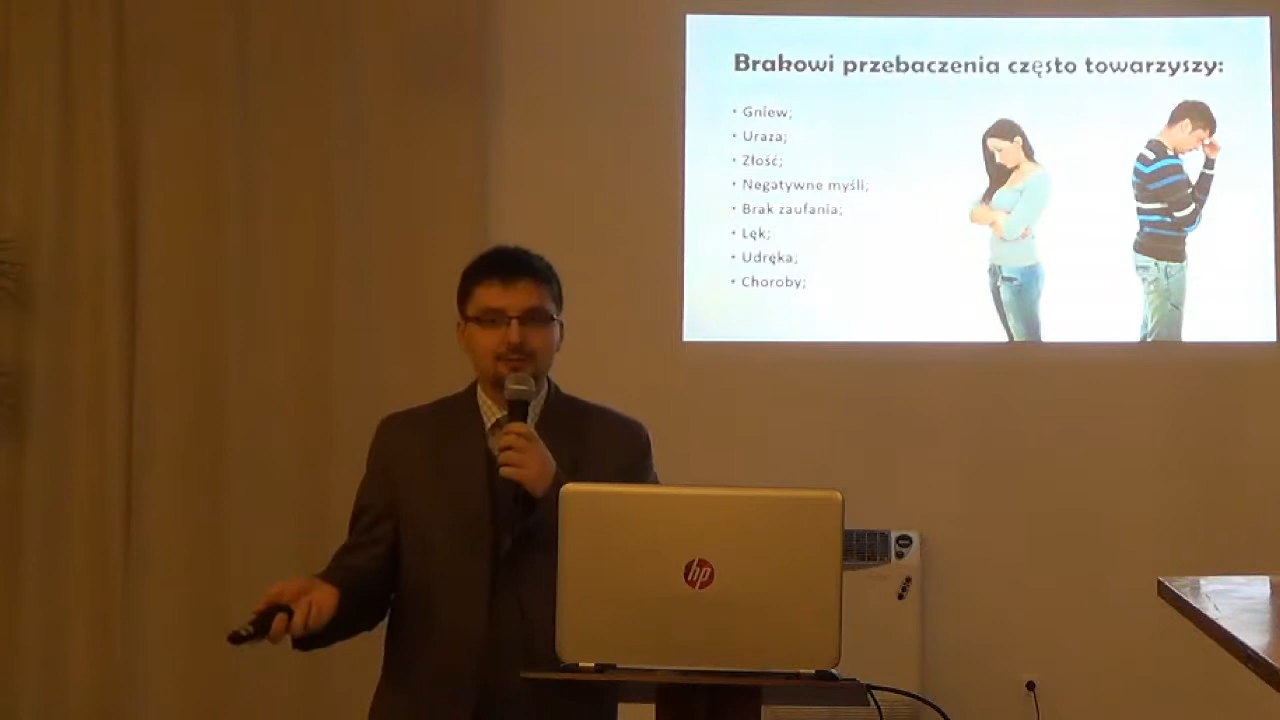 Brakowi przebaczenia często towarzyszy:
• Gniew;
• Uraza;
• Złość;
• Negatywne myśli;
• Brak zaufania;
• Lęk;
• Udręka;
• Choroby;
hp